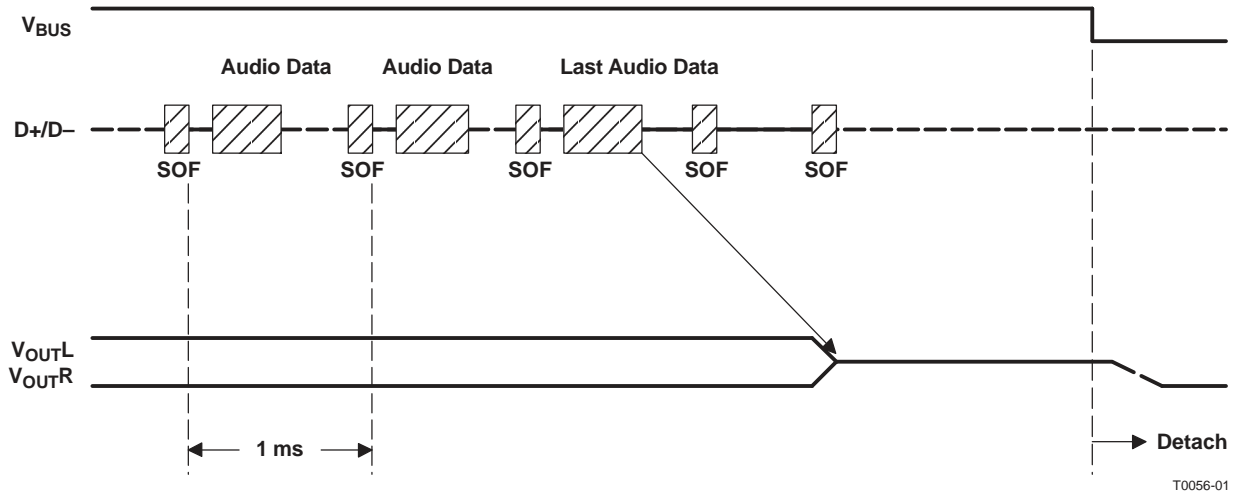 VBUS
Audio Data Audio Data Last Audio Data
D+/D–
SOF SOF SOF SOF SOF
VOUTL
VOUTR
1 ms
Detach
T0056-01